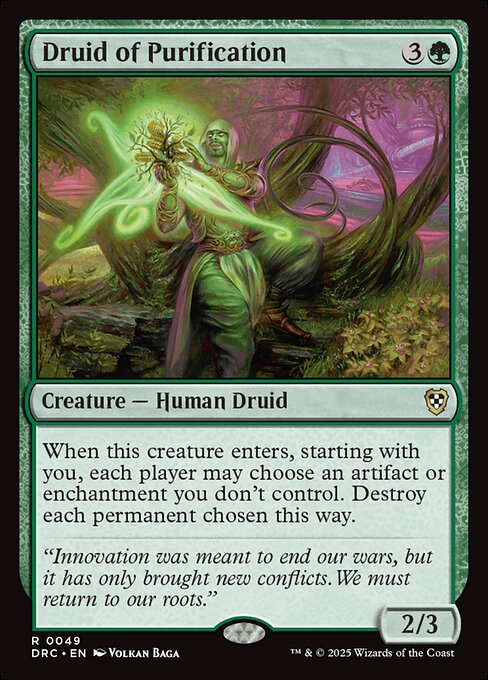 Druid of Purification 3
Creature — Human Druid
When this creature enters, starting with
you, each player may choose an artifact or
enchantment you don't control. Destroy
each permanent chosen this way.
“Innovation was meant to end our wars, but
it has only brought new conflicts. We must
return to our roots.”
2/3
R 0049
DRC • EN Volkan Baga
™ & © 2025 Wizards of the Coast